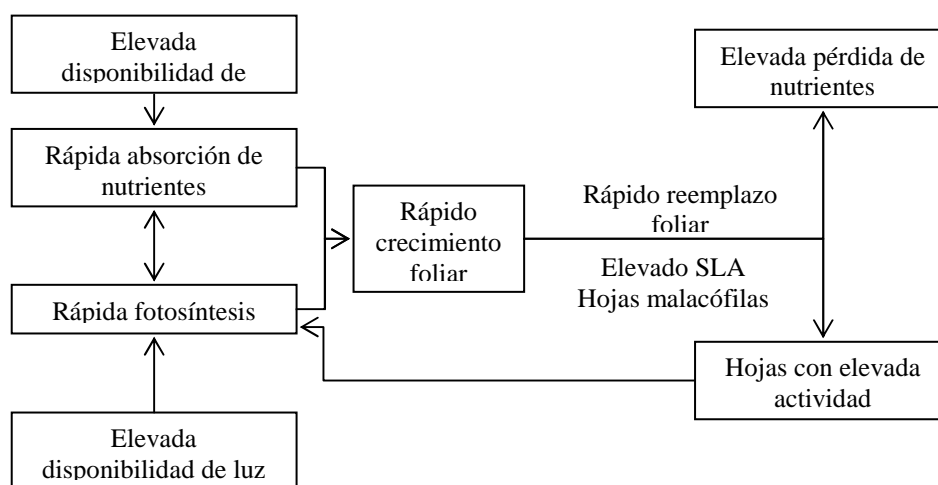 Elevada
disponibilidad de
Elevada pérdida de
nutrientes
Rápida absorción de
nutrientes
Rápido
crecimiento
foliar
Rápido reemplazo
foliar
Elevado SLA
Hojas malacófilas
Rápida fotosíntesis
Hojas con elevada
actividad
Elevada
disponibilidad de luz